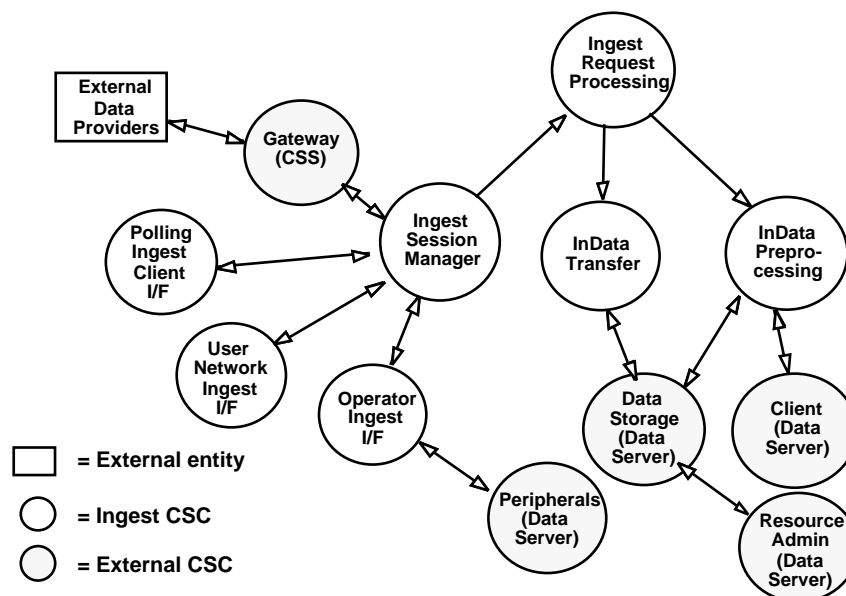 Ingest
Request
Processing
External
Data
Providers
Gateway
(CSS)
Ingest
Session
Manager
InData
Transfer
InData
Prepro-
cessing
Polling
Ingest
Client
I/F
User
Network
Ingest
I/F
Operator
Ingest
I/F
Data
Storage
(Data
Server)
Client
(Data
Server)
Peripherals
(Data
Server)
Resource
Admin
(Data
Server)
= External entity
= Ingest CSC
= External CSC